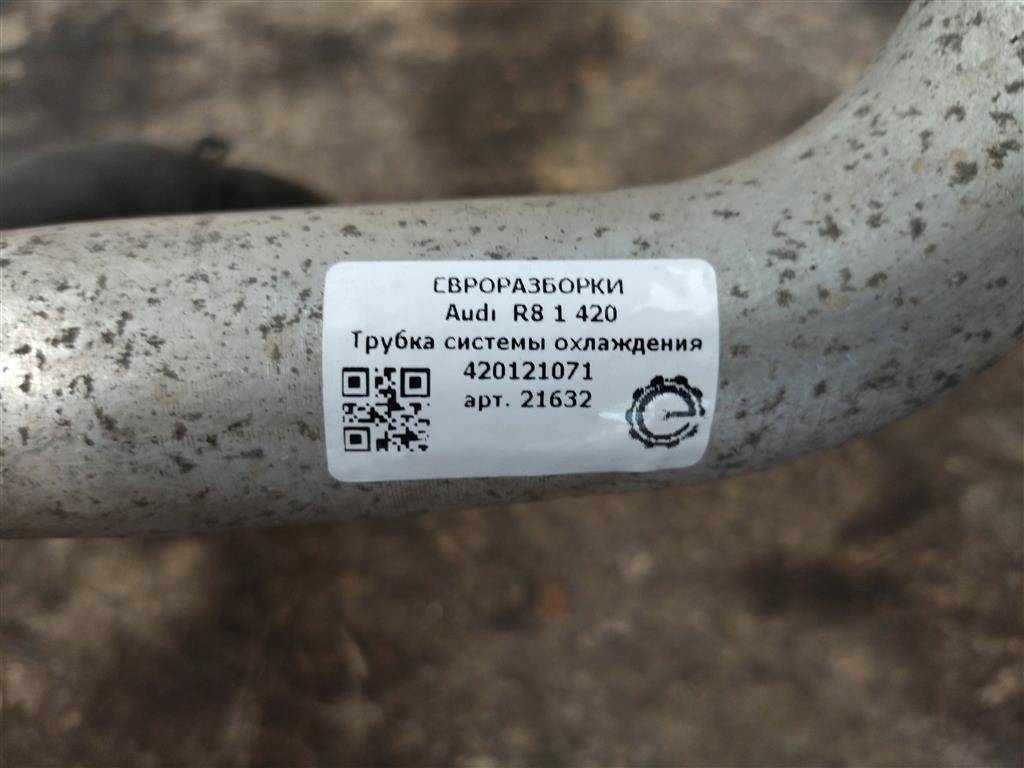 ЕВРОРАЗБОРКИ
Audi R8 1 420
Трубка системы охлаждения
420121071
арт. 21632